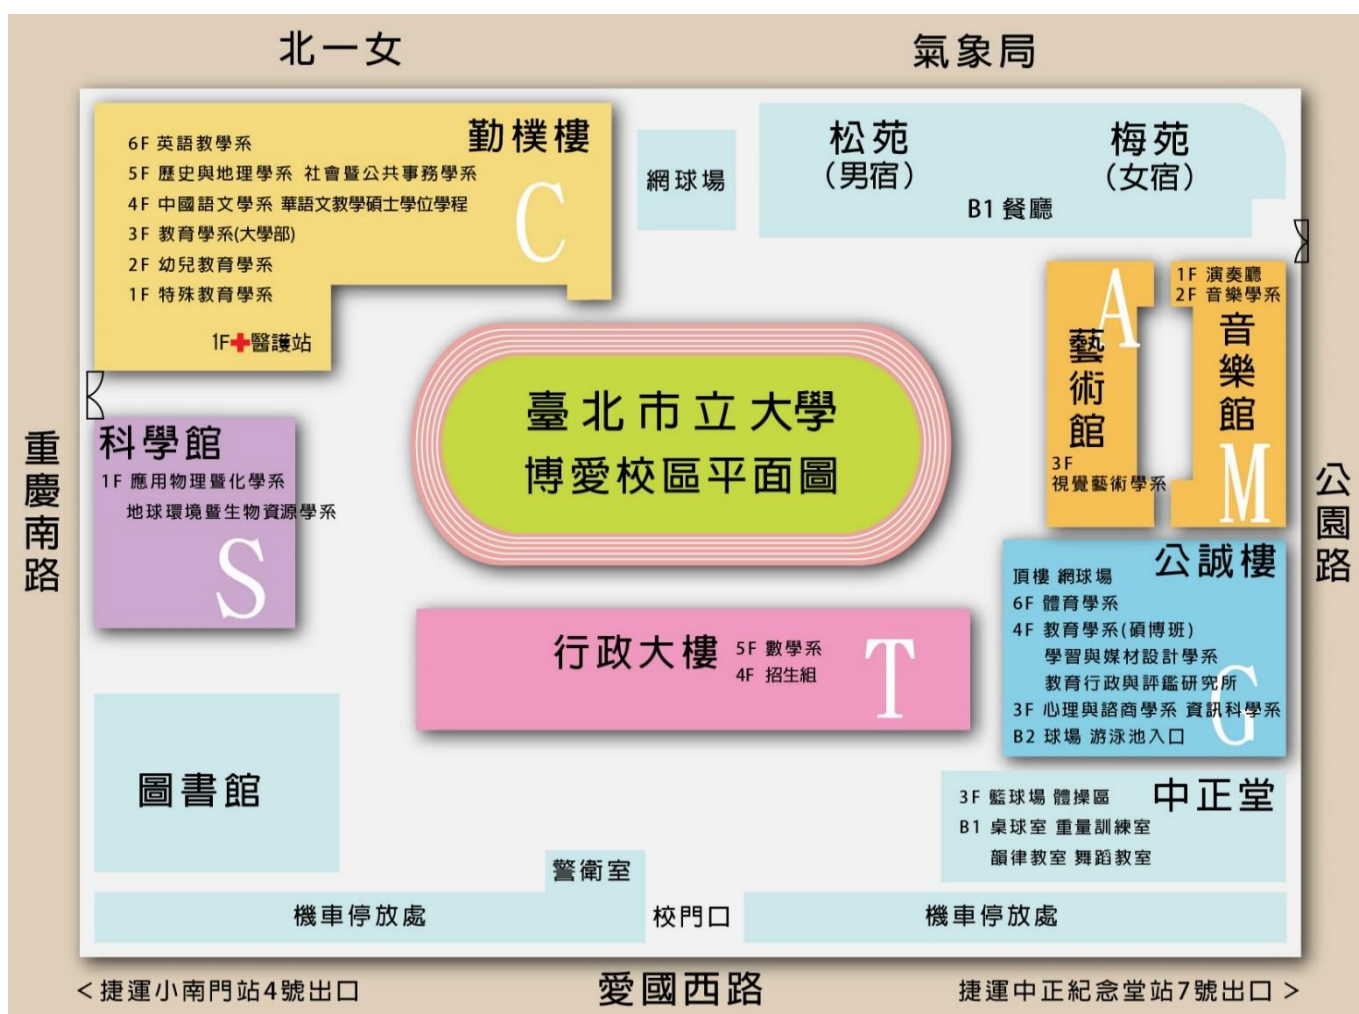 北一女
氣象局
勤樸樓
6F 英語教學系
5F 歷史與地理學系 社會暨公共事務學系
4F 中國語文學系 華語文教學碩士學位學程
3F 教育學系(大學部)
2F 幼兒教育學系
1F 特殊教育學系
1F 醫護站
C
網球場
松苑
(男宿)
梅苑
(女宿)
B1 餐廳
A
藝術館
3F
視覺藝術學系
1F 演奏廳
2F 音樂學系
音樂館
M
臺北市立大學
博愛校區平面圖
重慶南路
科學館
1F 應用物理暨化學系
地球環境暨生物資源學系
S
公園路
公誠樓
頂樓 網球場
6F 體育學系
4F 教育學系(碩博班)
學習與媒材設計學系
教育行政與評鑑研究所
3F 心理與諮商學系 資訊科學系
B2 球場 游泳池入口
G
行政大樓
5F 數學系
4F 招生組
T
圖書館
中正堂
3F 籃球場 體操區
B1 桌球室 重量訓練室
韻律教室 舞蹈教室
警衛室
機車停放處
校門口
機車停放處
<捷運小南門站4號出口
愛國西路
捷運中正紀念堂站7號出口 >